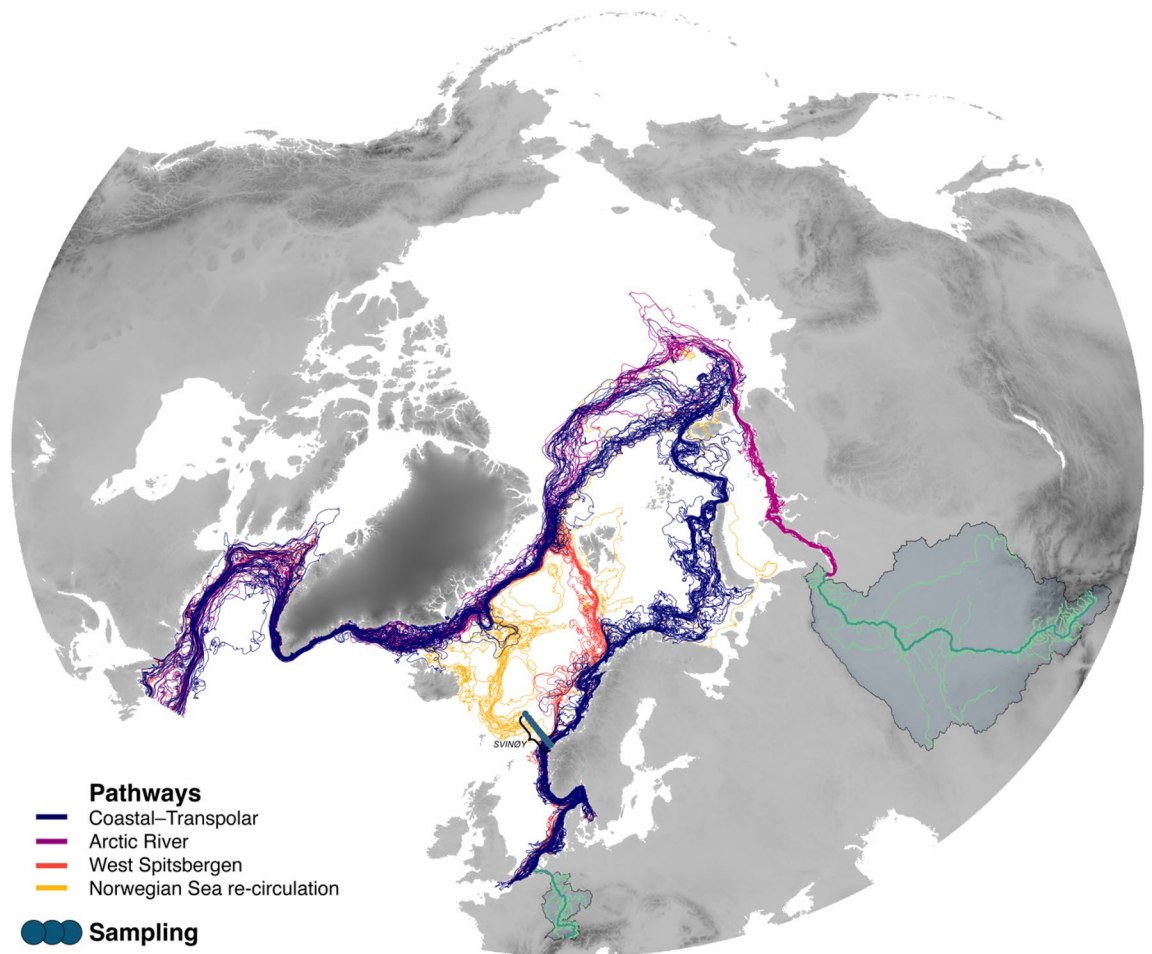 SVINØY
Pathways
Coastal–Transpolar
Arctic River
West Spitsbergen
Norwegian Sea re-circulation
Sampling